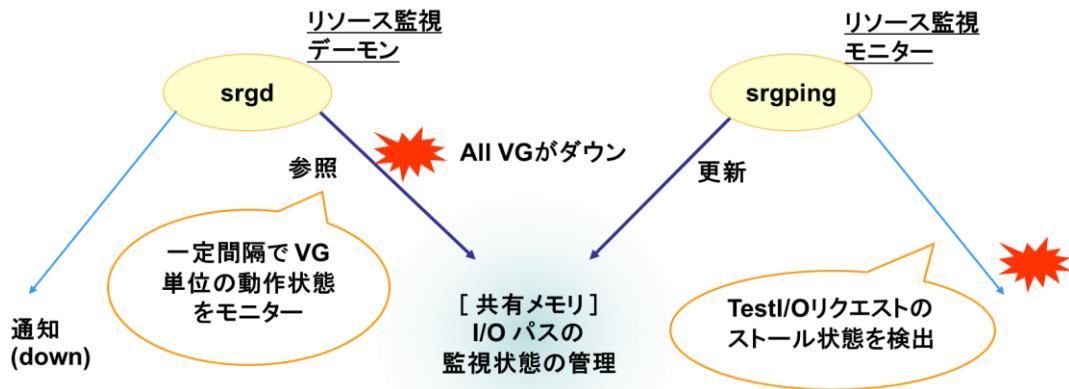 リソース監視
デーモン
srgd
リソース監視
モニター
srgping
All VGがダウン
参照
更新
一定間隔で VG
単位の動作状態
をモニター
[ 共有メモリ ]
I/O パスの
監視状態の管理
TestI/Oリクエストの
ストール状態を検出
通知
(down)